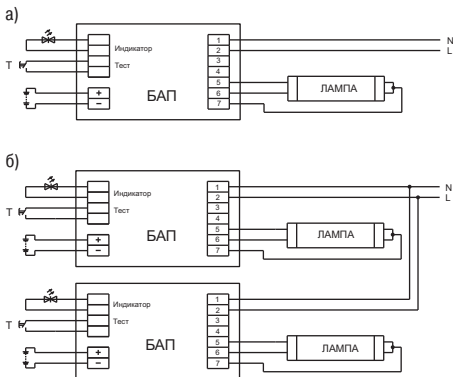 а)
Индикатор
T
Тест
+
–
БАП
1
2
3
4
5
6
7
ЛАМПА
N
L
б)
Индикатор
T
Тест
+
–
БАП
1
2
3
4
5
6
7
ЛАМПА
N
L
Индикатор
T
Тест
+
–
БАП
1
2
3
4
5
6
7
ЛАМПА